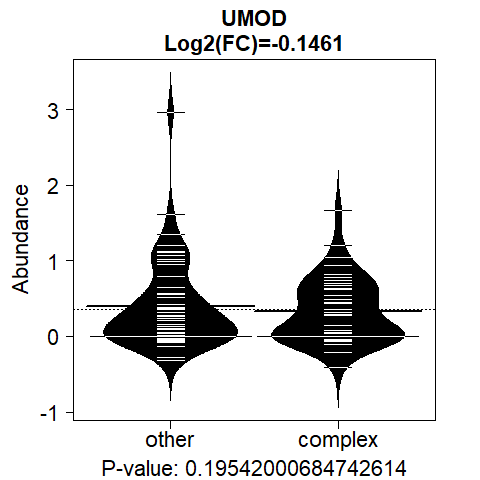 UMOD
Log2(FC)=-0.1461
Abundance
3
2
1
0
-1
other complex
P-value: 0.19542000684742614